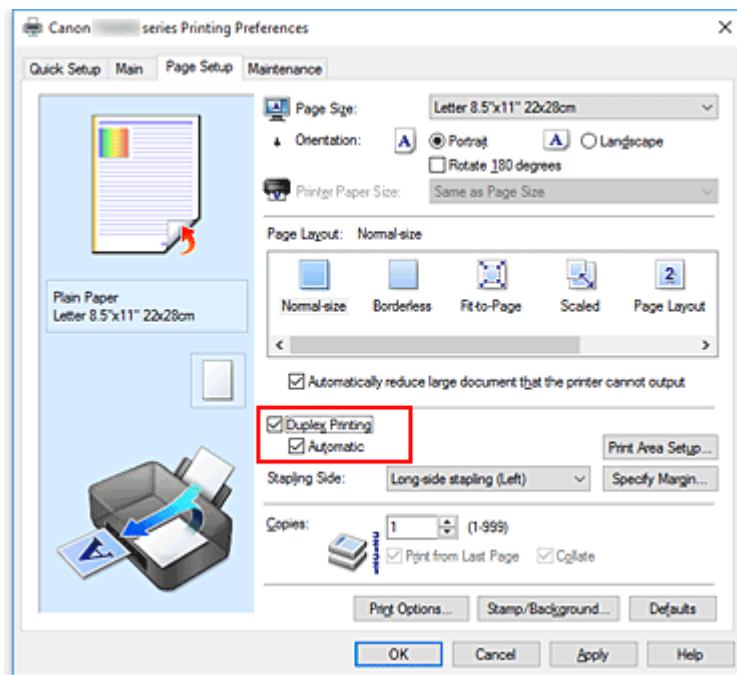 Canon series Printing Preferences
Quick Setup Main Page Setup Maintenance
Page Size: Letter 8.5"x11" 22x28cm
Orientation: A Portrait A Landscape
Rotate 180 degrees
Printer Paper Size: Same as Page Size
Page Layout: Normal-size
Normal-size Borderless Fit-to-Page Scaled 2 Page Layout
Plain Paper
Letter 8.5"x11" 22x28cm
Automatically reduce large document that the printer cannot output
Duplex Printing
Automatic
Print Area Setup...
Stapling Side: Long-side stapling (Left) Specify Margin...
Copies: 1 (1-999)
Print from Last Page Collate
A
Print Options... Stamp/Background... Defaults
OK Cancel Apply Help